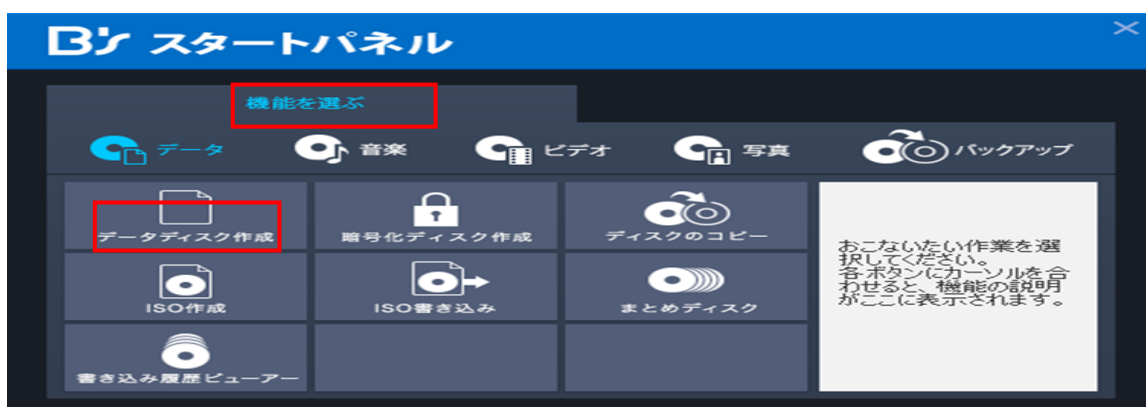 B's スタートパネル
機能を選ぶ
データ 音楽 ビデオ 写真 バックアップ
データディスク作成 暗号化ディスク作成 ディスクのコピー
ISO作成 ISO書き込み まとめディスク
書き込み履歴ビューアー
おこないたい作業を選
択してください。
各ボタンにカーソルを合
わせると、機能の説明
がここに表示されます。